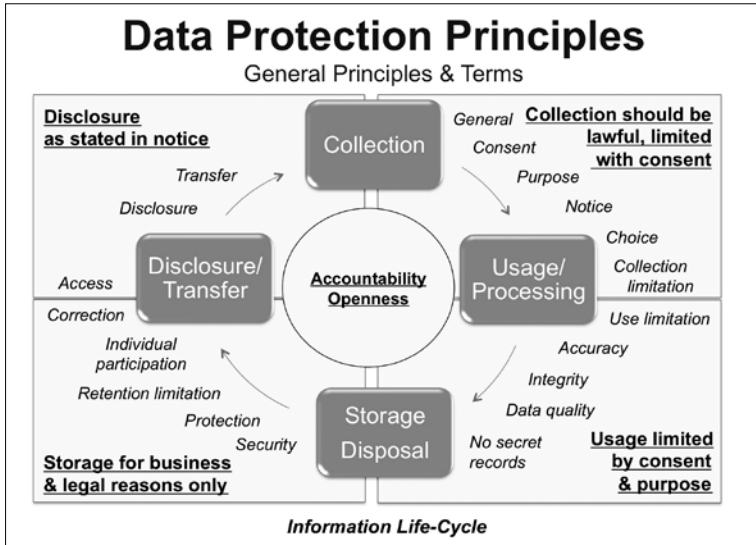 Data Protection Principles
General Principles & Terms
Disclosure
as stated in notice
Collection
General
Consent
Purpose
Notice
Choice
Collection
limitation
Collection should be
lawful, limited
with consent
Transfer
Disclosure
Disclosure/
Transfer
Accountability
Openness
Usage/
Processing
Access
Correction
Individual
participation
Retention limitation
Protection
Security
Storage
Disposal
Use limitation
Accuracy
Integrity
Data quality
No secret
records
Storage for business
& legal reasons only
Usage limited
by consent
& purpose
Information Life-Cycle